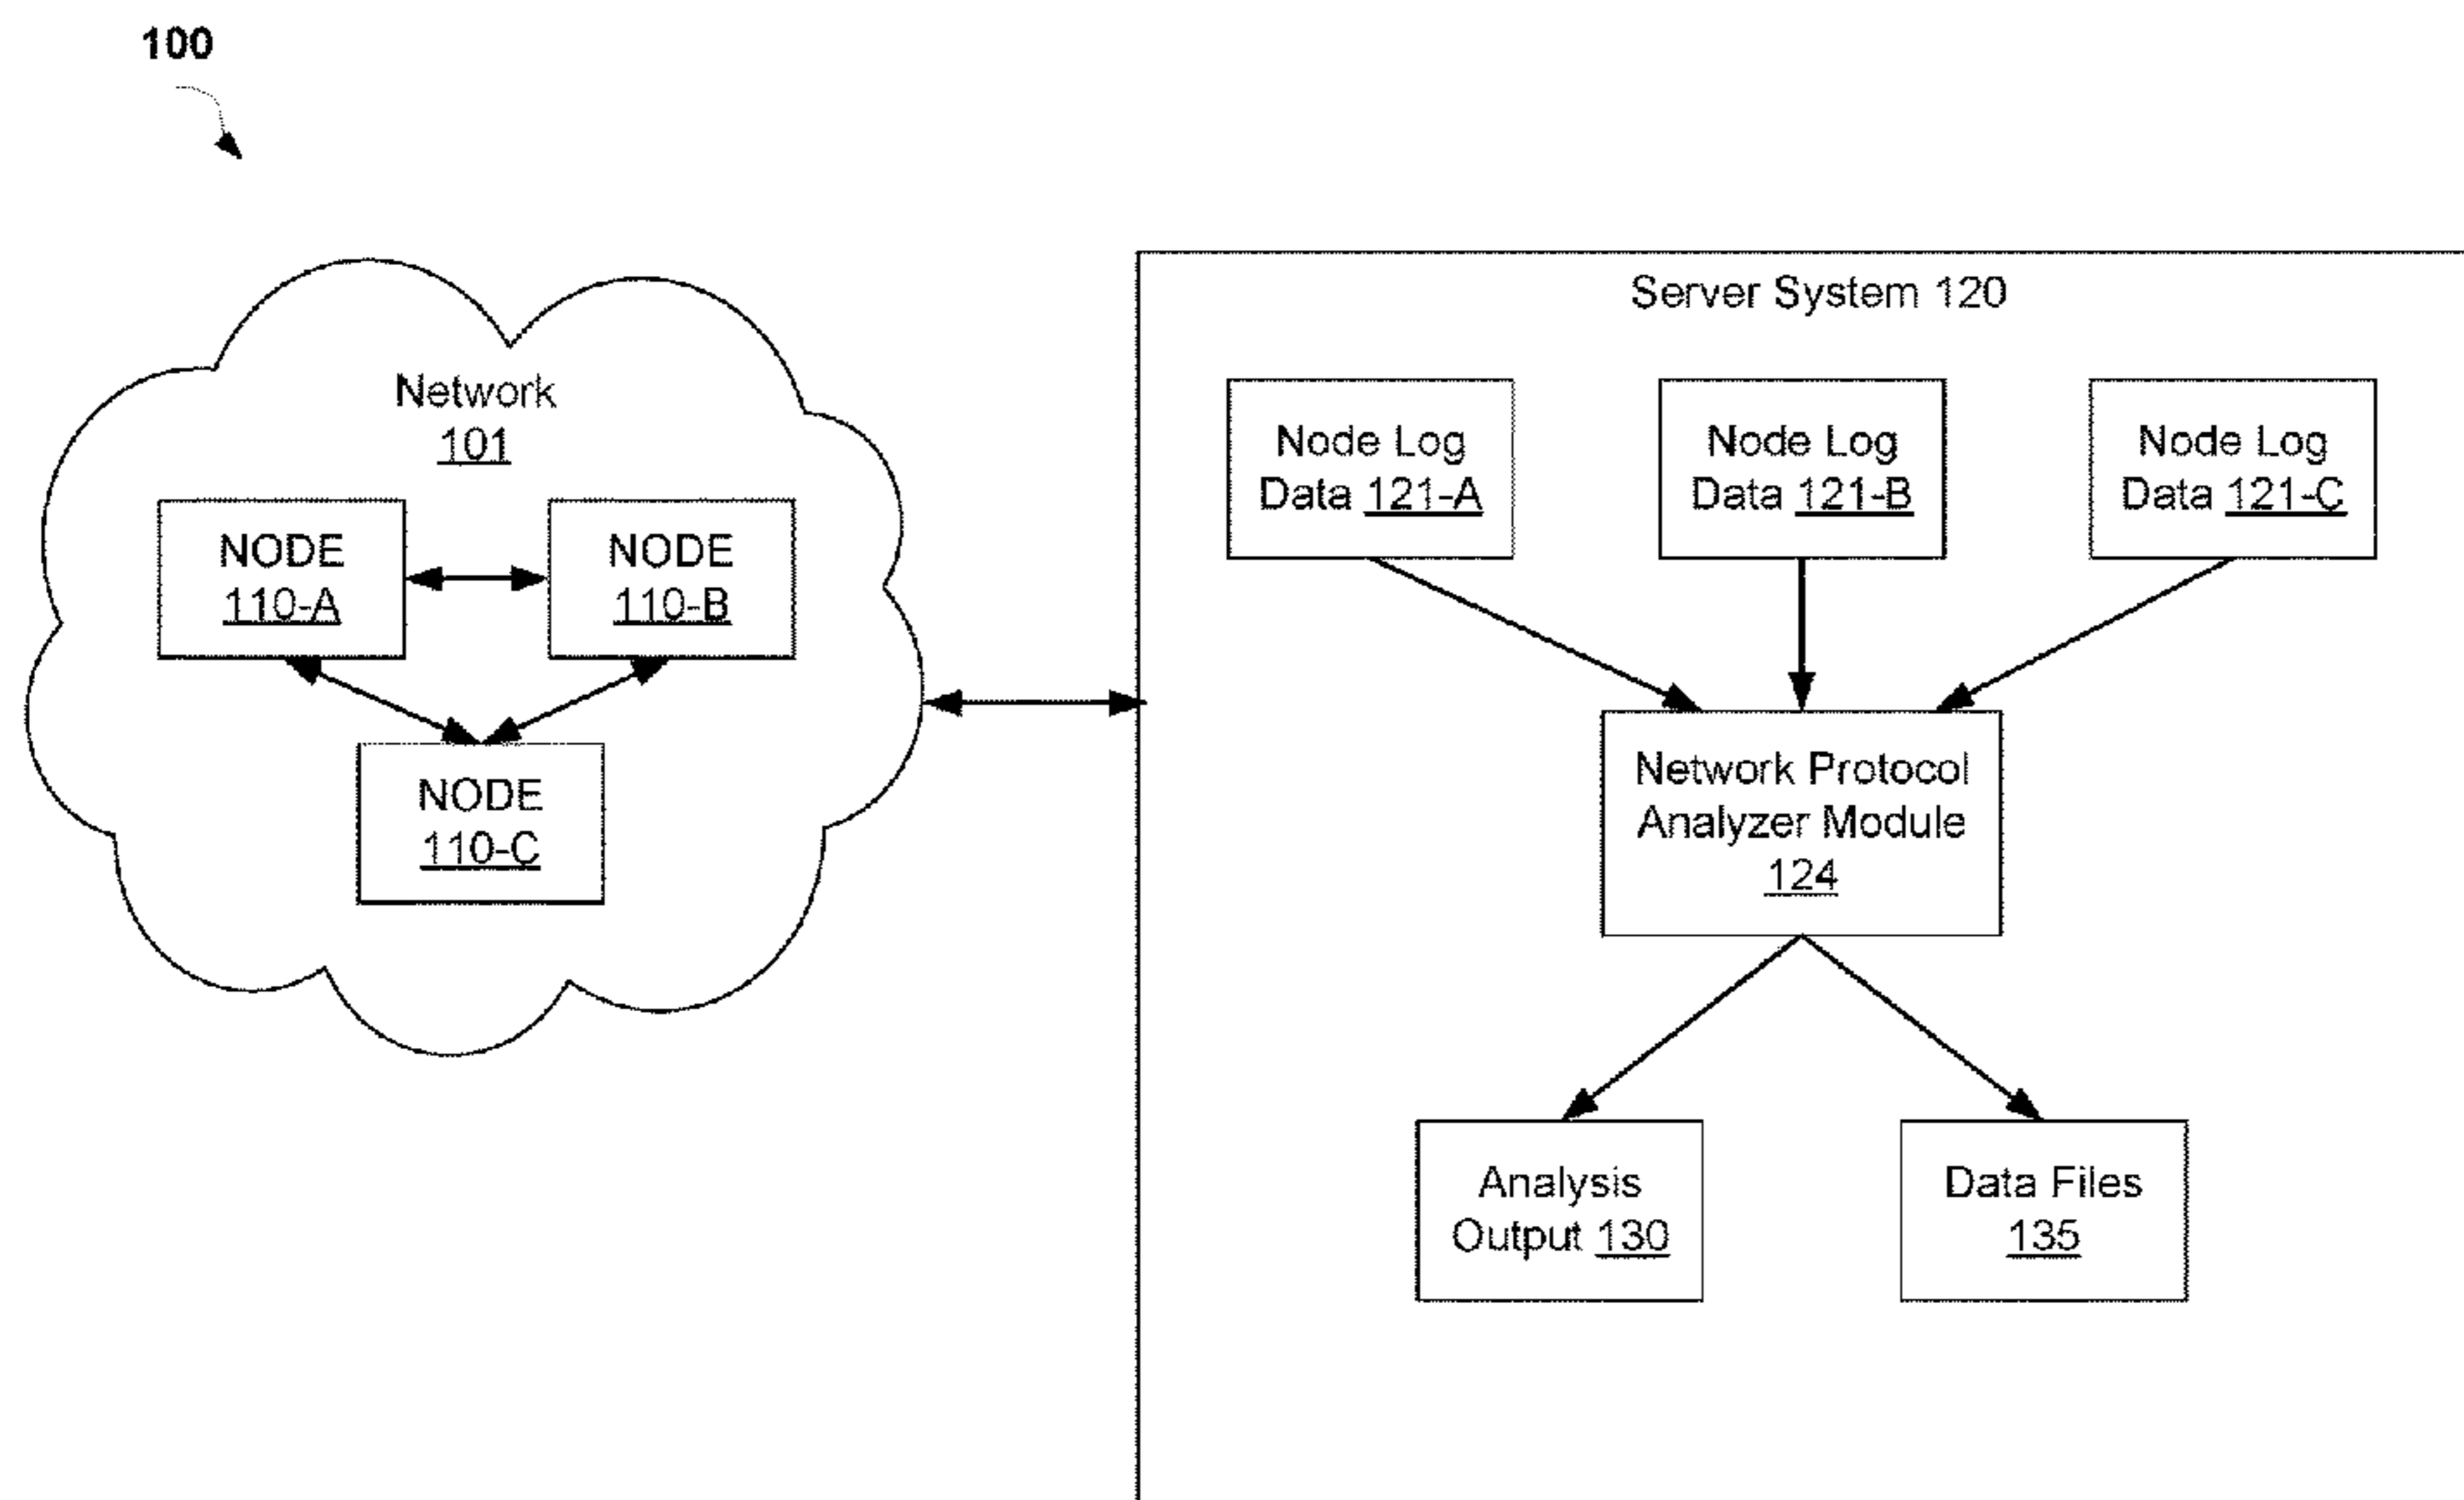 100
Network
101
NODE
110-A
NODE
110-B
NODE
110-C
Server System 120
Node Log
Data 121-A
Node Log
Data 121-B
Node Log
Data 121-C
Network Protocol
Analyzer Module
124
Analysis
Output 130
Data Files
135